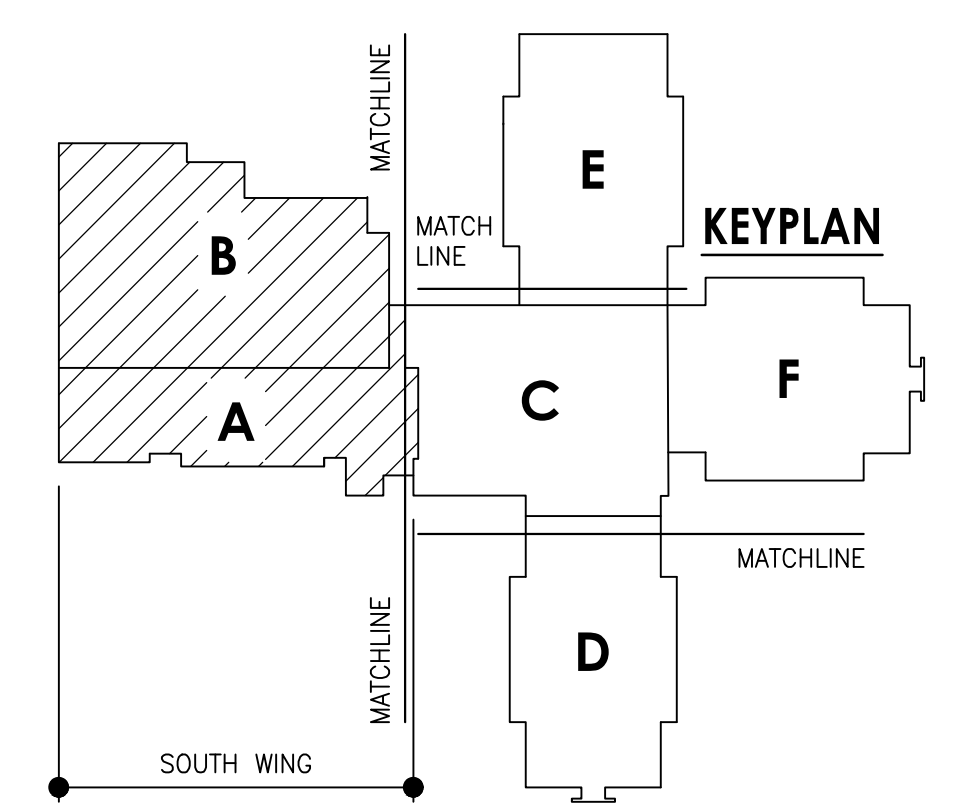 MATCHLINE
E
KEYPLAN
MATCH
LINE
B
F
C
A
MATCHLINE
MATCHLINE
D
SOUTH WING